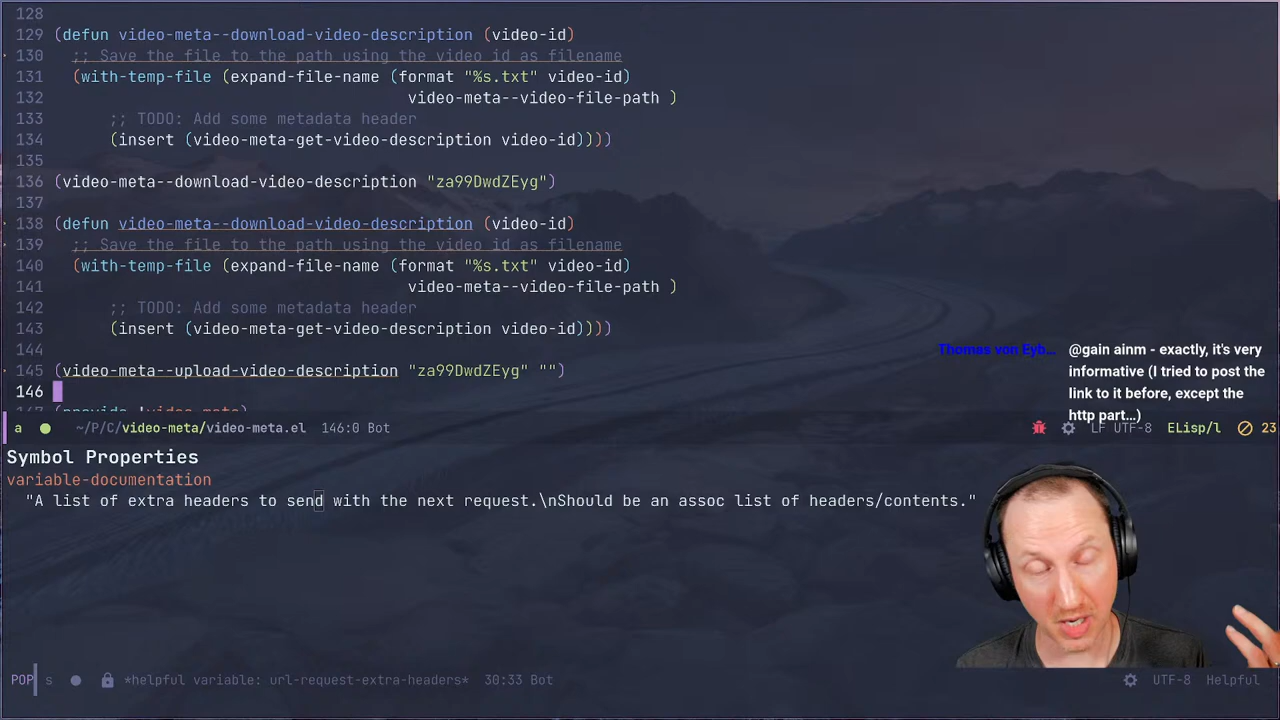 128
129 (defun video-meta--download-video-description (video-id)
130   ;; Save the file to the path using the video id as filename
131   (with-temp-file (expand-file-name (format "%s.txt" video-id)
132                                       video-meta--video-file-path )
133       ;; TODO: Add some metadata header
134       (insert (video-meta-get-video-description video-id))))
135
136 (video-meta--download-video-description "za99DwdZEyg")
137
138 (defun video-meta--download-video-description (video-id)
139   ;; Save the file to the path using the video id as filename
140   (with-temp-file (expand-file-name (format "%s.txt" video-id)
141                                       video-meta--video-file-path )
142       ;; TODO: Add some metadata header
143       (insert (video-meta-get-video-description video-id))))
144
145 (video-meta--upload-video-description "za99DwdZEyg" "")
146
147 (provide 'video-meta)
Thomas von Eyb… @gain ainm - exactly, it's very
informative (I tried to post the
link to it before, except the
http part…)
a ~/P/C/video-meta/video-meta.el 146:0 Bot LF UTF-8 ELisp/l 23
Symbol Properties
variable-documentation
"A list of extra headers to send with the next request.\nShould be an assoc list of headers/contents."
POP s *helpful variable: url-request-extra-headers* 30:33 Bot UTF-8 Helpful